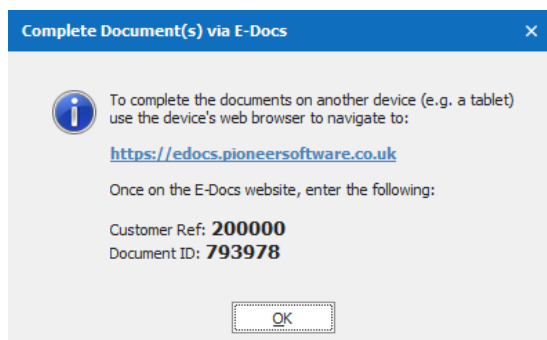 Complete Document(s) via E-Docs
To complete the documents on another device (e.g. a tablet)
use the device's web browser to navigate to:
https://edocs.pioneersoftware.co.uk
Once on the E-Docs website, enter the following:
Customer Ref: 200000
Document ID: 793978
OK